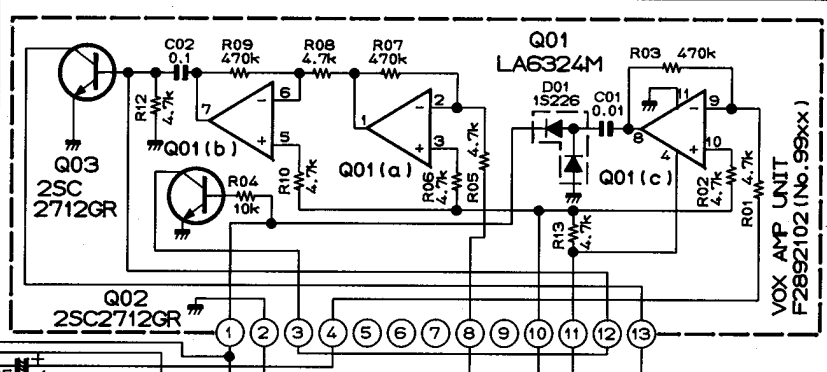 C02
0.1
R09
470k
R08
4.7k
R07
470k
Q01
LA6324M
R03 470k
D01
1S226
C01
0.01
R12
4.7k
7
-
6
+
5
Q01(b)
1
-
2
+
3
Q01(a)
8
11
-
9
+
10
4
Q01(c)
Q03
2SC
2712GR
R04
10k
R10
4.7k
R06
4.7k
R05
4.7k
R13
4.7k
R02
4.7k
R01
4.7k
VOX AMP UNIT
F2892102 (No. 99xx)
Q02
2SC2712GR
1 2 3 4 5 6 7 8 9 10 11 12 13
+